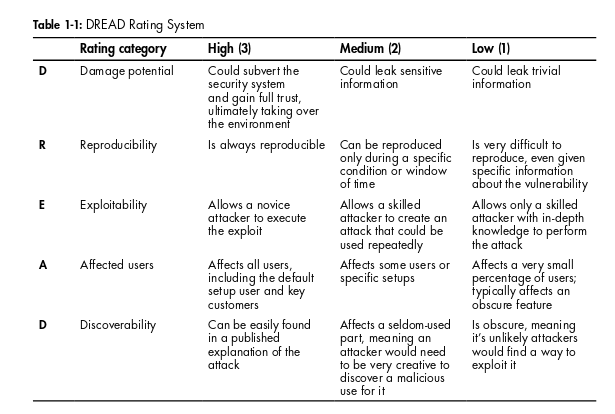 Table 1-1: DREAD Rating System
Rating category High (3) Medium (2) Low (1)
D Damage potential Could subvert the Could leak sensitive Could leak trivial
security system information information
and gain full trust,
ultimately taking over
the environment
R Reproducibility Is always reproducible Can be reproduced Is very difficult to
only during a specific reproduce, even given
condition or window specific information
of time about the vulnerability
E Exploitability Allows a novice Allows a skilled Allows only a skilled
attacker to execute attacker to create an attacker with in-depth
the exploit attack that could be knowledge to perform
used repeatedly the attack
A Affected users Affects all users, Affects some users or Affects a very small
including the default specific setups percentage of users;
setup user and key typically affects an
customers obscure feature
D Discoverability Can be easily found Affects a seldom-used Is obscure, meaning
in a published part, meaning an it's unlikely attackers
explanation of the attacker would need would find a way to
attack to be very creative to exploit it
discover a malicious
use for it